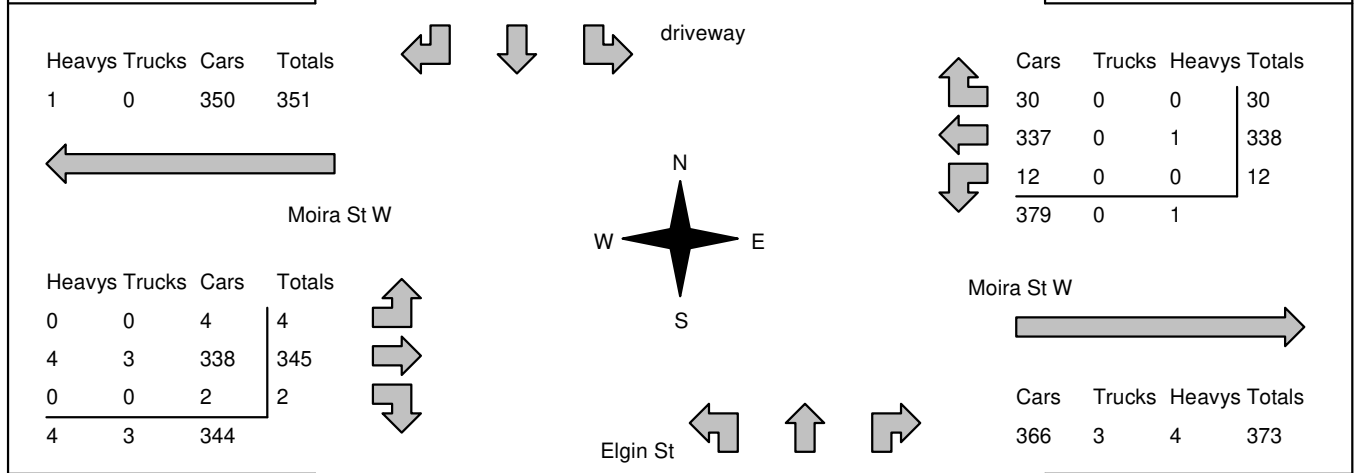 driveway
Heavys Trucks Cars Totals
1 0 350 351
Moira St W
Heavys Trucks Cars Totals
0 0 4 4
4 3 338 345
0 0 2 2
4 3 344
N
W E
S
Elgin St
Cars Trucks Heavys Totals
30 0 0 30
337 0 1 338
12 0 0 12
379 0 1
Moira St W
Cars Trucks Heavys Totals
366 3 4 373